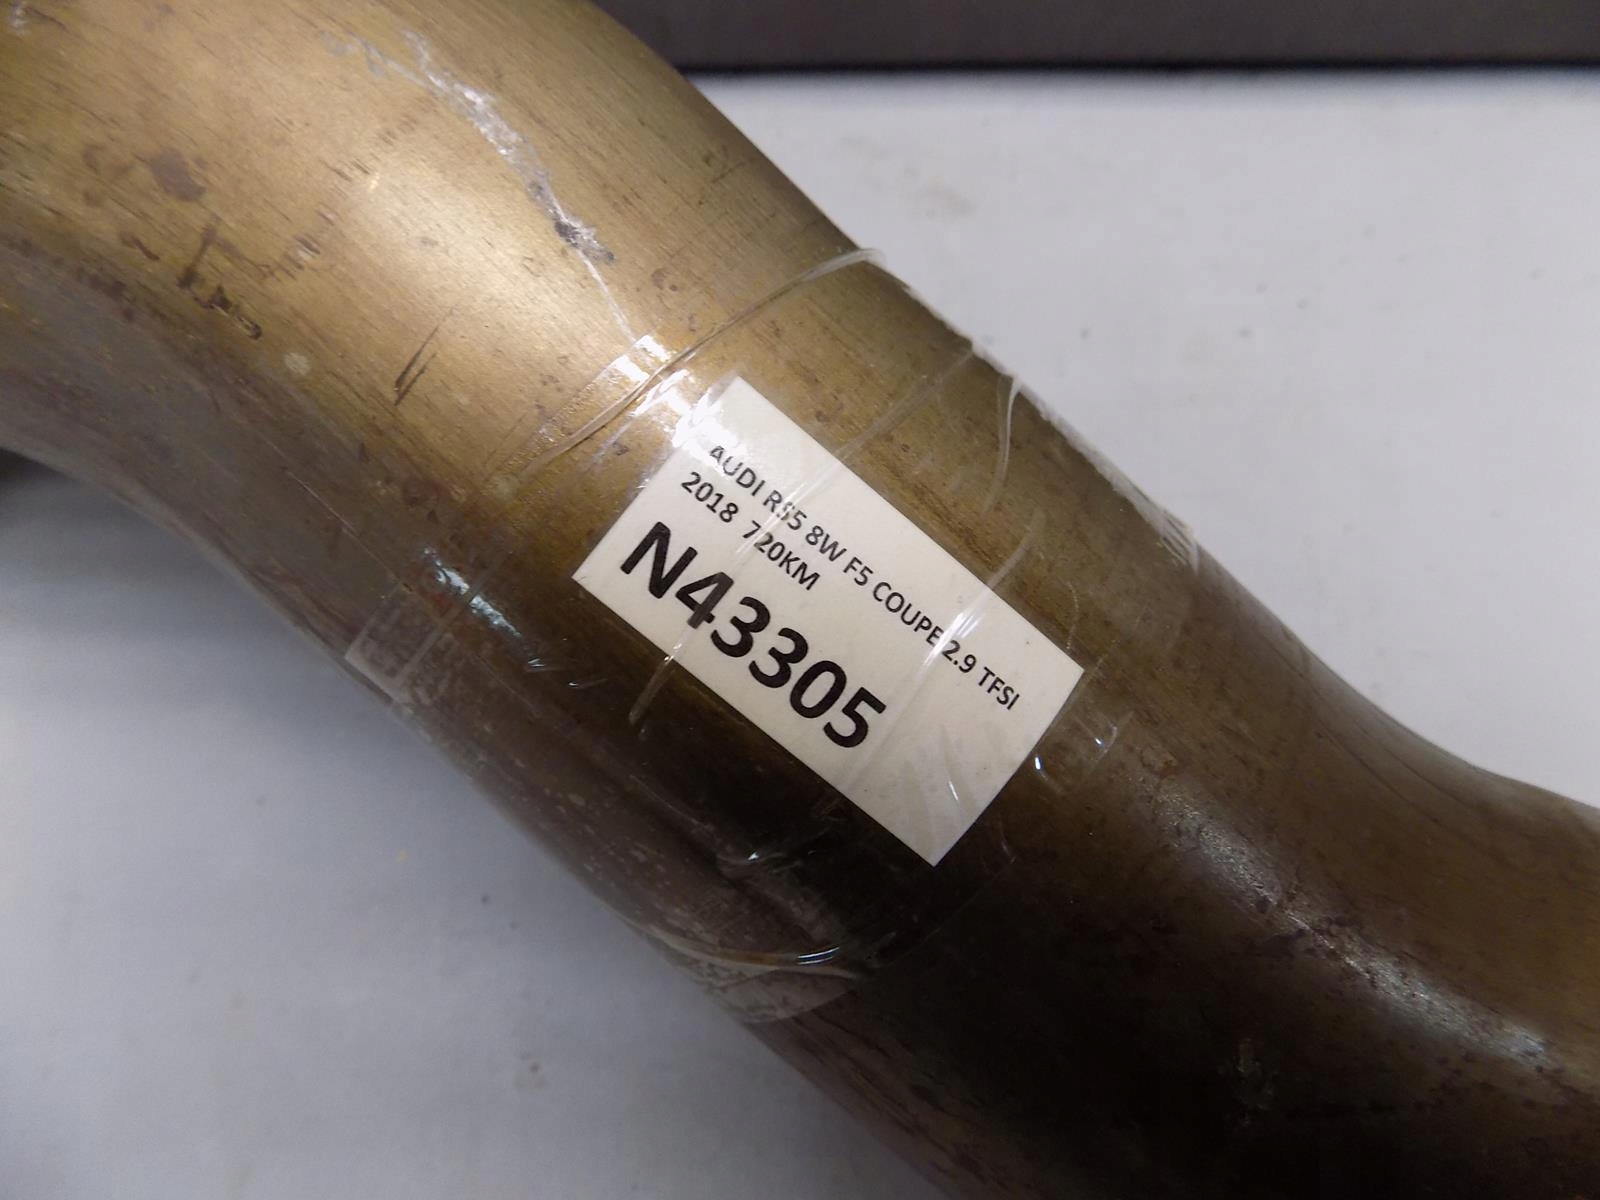 AUDI RS5 8W F5 COUPE 2.9 TFSI
2018 720KM
N43305